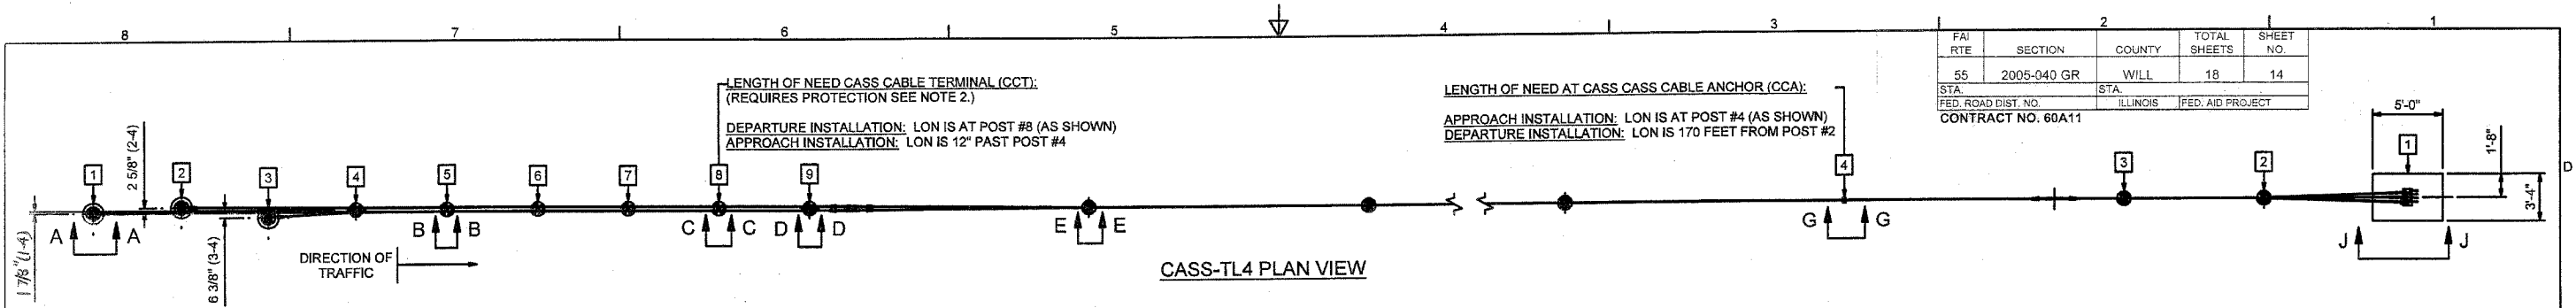 8 7 6 5 4 3 2 1
FAI RTE SECTION COUNTY TOTAL SHEETS SHEET NO.
55 2005-040 GR WILL 18 14
STA. STA.
FED. ROAD DIST. NO. ILLINOIS FED. AID PROJECT
CONTRACT NO. 60A11
LENGTH OF NEED CASS CABLE TERMINAL (CCT):
(REQUIRES PROTECTION SEE NOTE 2.)
DEPARTURE INSTALLATION: LON IS AT POST #8 (AS SHOWN)
APPROACH INSTALLATION: LON IS 12" PAST POST #4
LENGTH OF NEED AT CASS CASS CABLE ANCHOR (CCA):
APPROACH INSTALLATION: LON IS AT POST #4 (AS SHOWN)
DEPARTURE INSTALLATION: LON IS 170 FEET FROM POST #2
5'-0"
1'-8"
3'-4"
D
2 5/8" (2-4)
1 7/8" (1-4)
6 3/8" (3-4)
1 2 3 4 5 6 7 8 9 4 3 2 1
A A B B C C D D E E G G J J
DIRECTION OF
TRAFFIC
CASS-TL4 PLAN VIEW